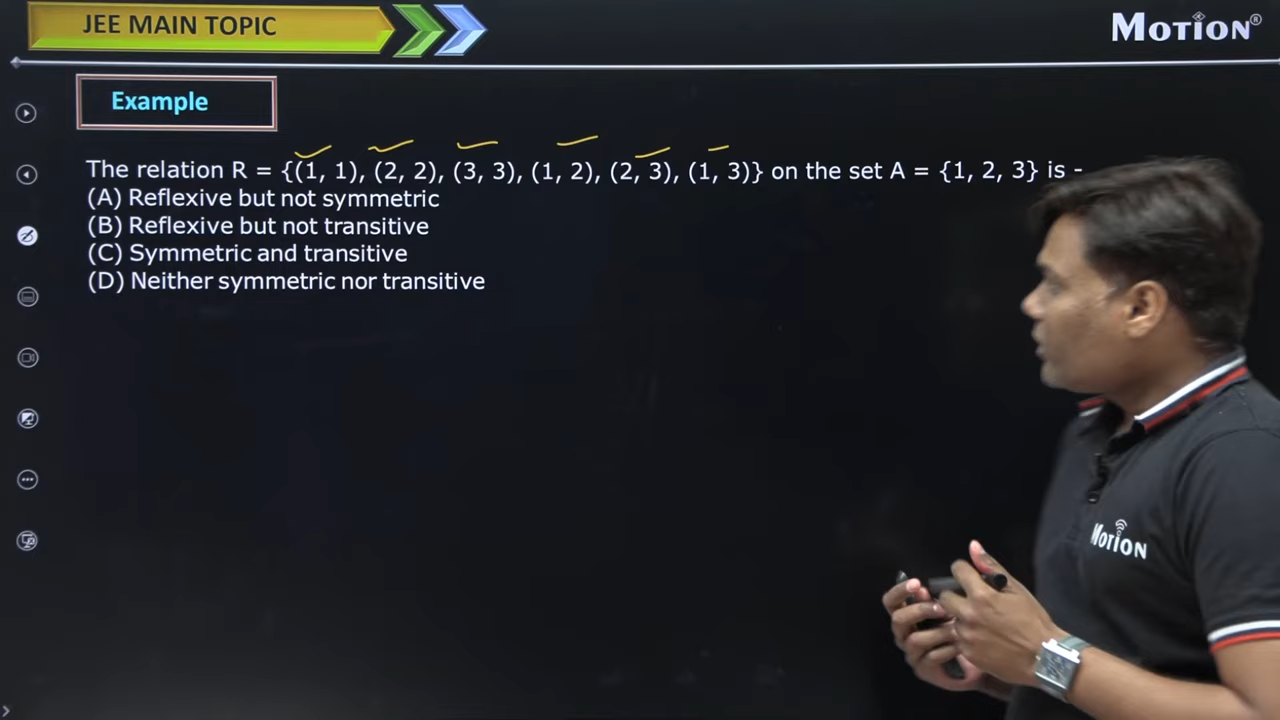 JEE MAIN TOPIC
MOTION®
Example
The relation R = {(1, 1), (2, 2), (3, 3), (1, 2), (2, 3), (1, 3)} on the set A = {1, 2, 3} is -
(A) Reflexive but not symmetric
(B) Reflexive but not transitive
(C) Symmetric and transitive
(D) Neither symmetric nor transitive
MOTION